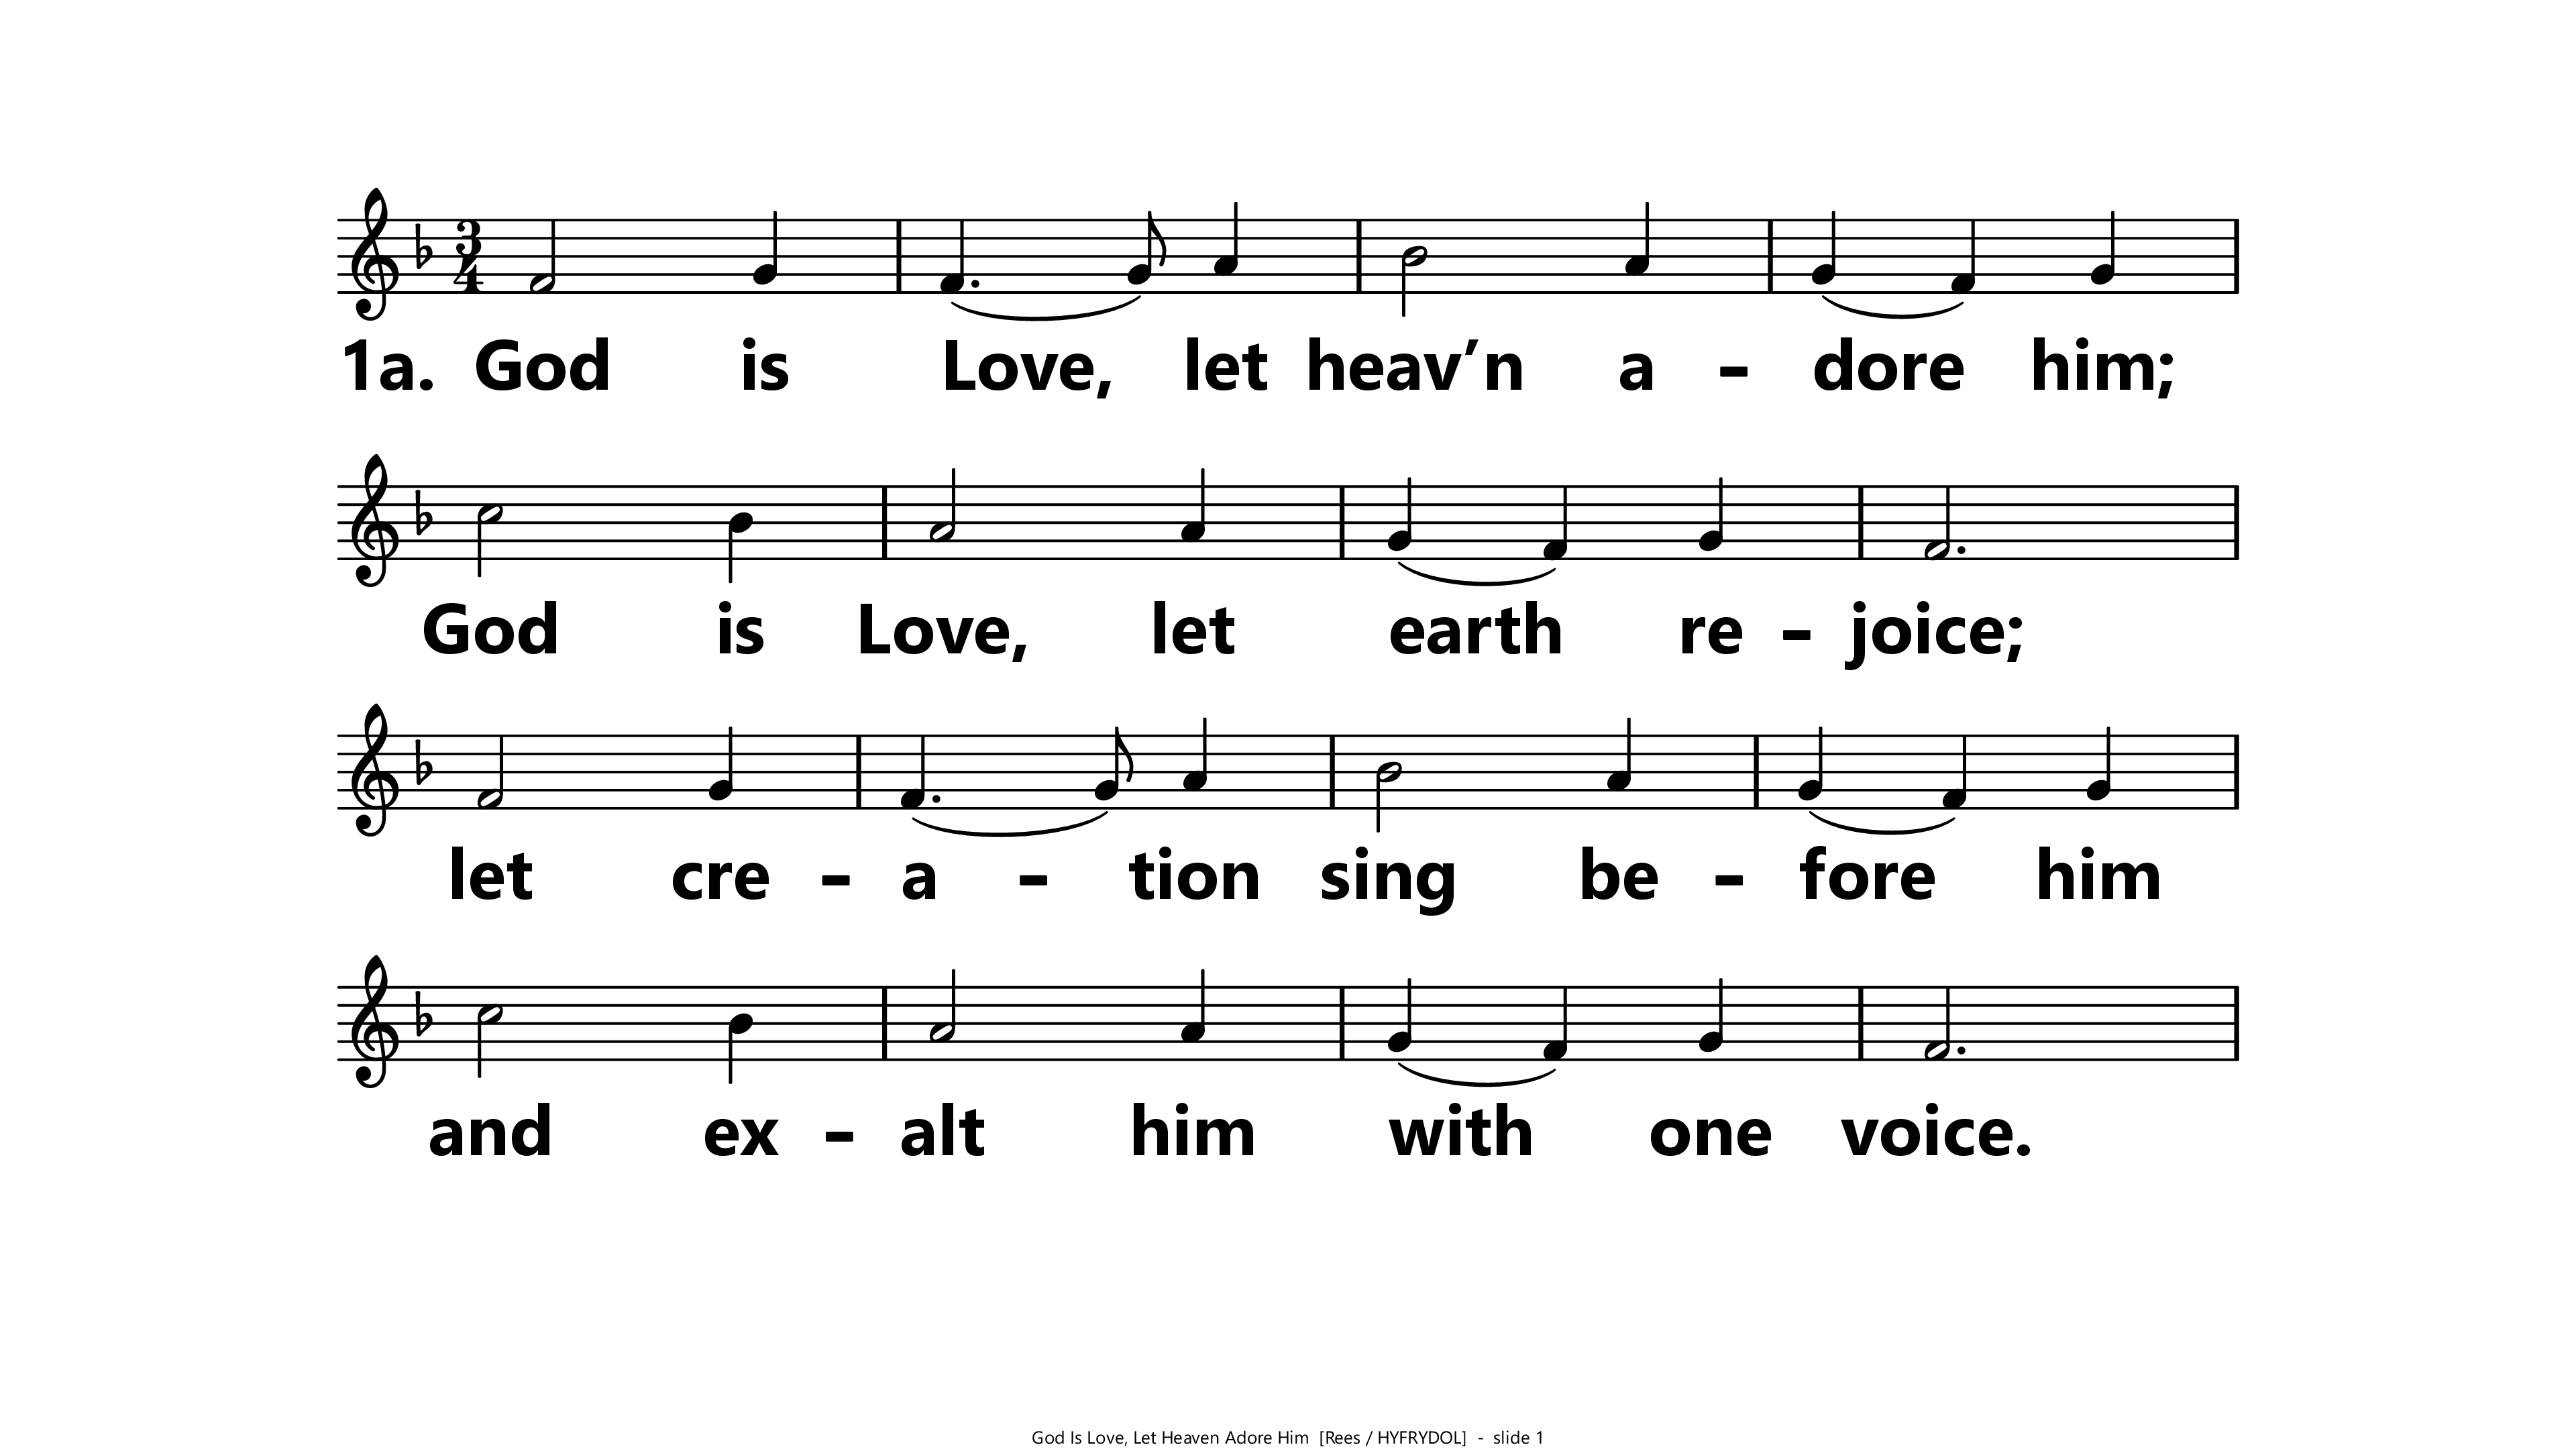 1a. God is Love, let heav’n a - dore him;
God is Love, let earth re - joice;
let cre - a - tion sing be - fore him
and ex - alt him with one voice.
God Is Love, Let Heaven Adore Him [Rees / HYFRYDOL] - slide 1